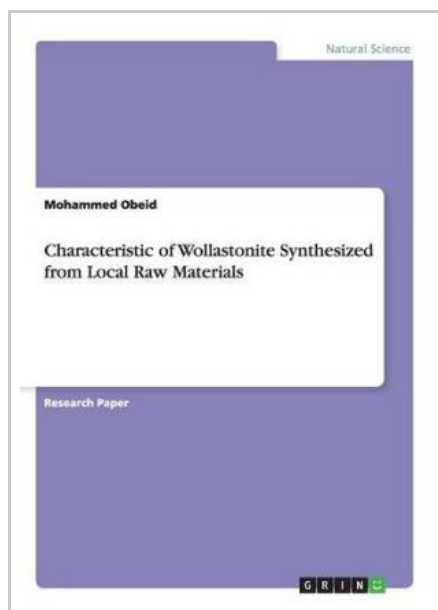 Natural Science
Mohammed Obeid
Characteristic of Wollastonite Synthesized
from Local Raw Materials
Research Paper
GRIN